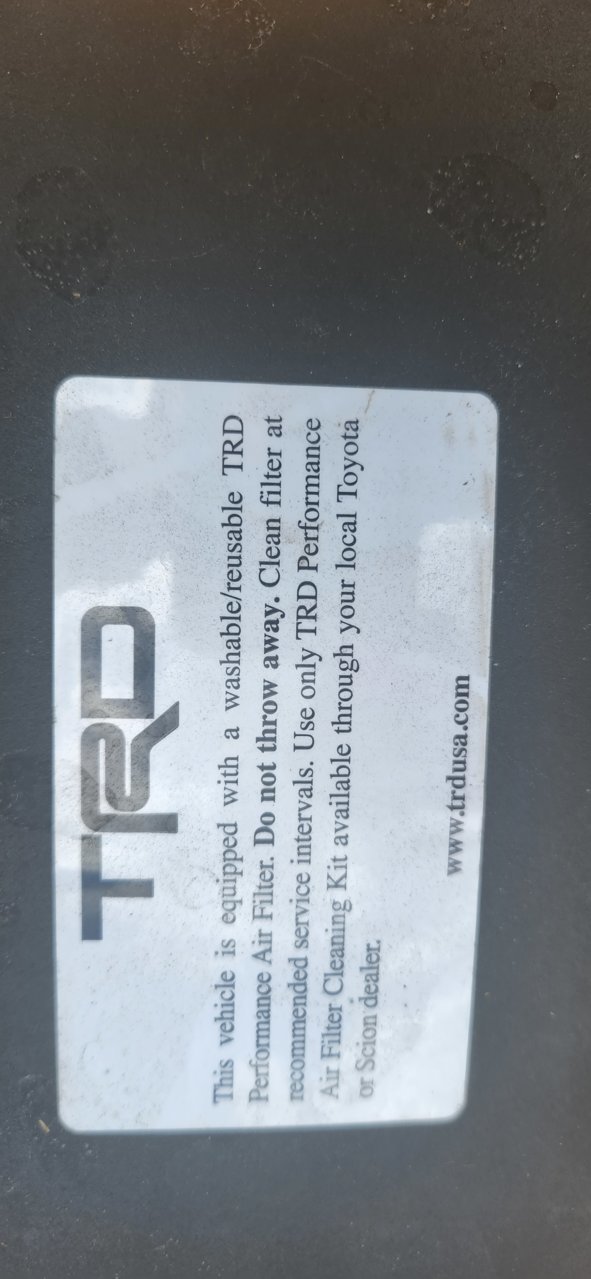 TRD
This vehicle is equipped with a washable/reusable TRD
Performance Air Filter. Do not throw away. Clean filter at
recommended service intervals. Use only TRD Performance
Air Filter Cleaning Kit available through your local Toyota
or Scion dealer.
www.trdusa.com